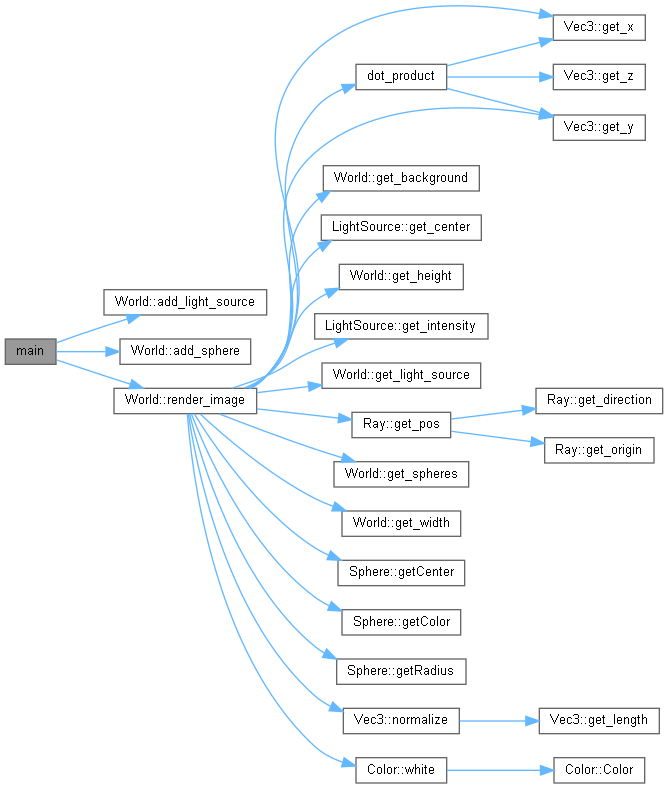 main
World::add_light_source
World::add_sphere
World::render_image
Vec3::get_x
dot_product
Vec3::get_z
Vec3::get_y
World::get_background
LightSource::get_center
World::get_height
LightSource::get_intensity
World::get_light_source
Ray::get_pos
Ray::get_direction
Ray::get_origin
World::get_spheres
World::get_width
Sphere::getCenter
Sphere::getColor
Sphere::getRadius
Vec3::normalize
Vec3::get_length
Color::white
Color::Color